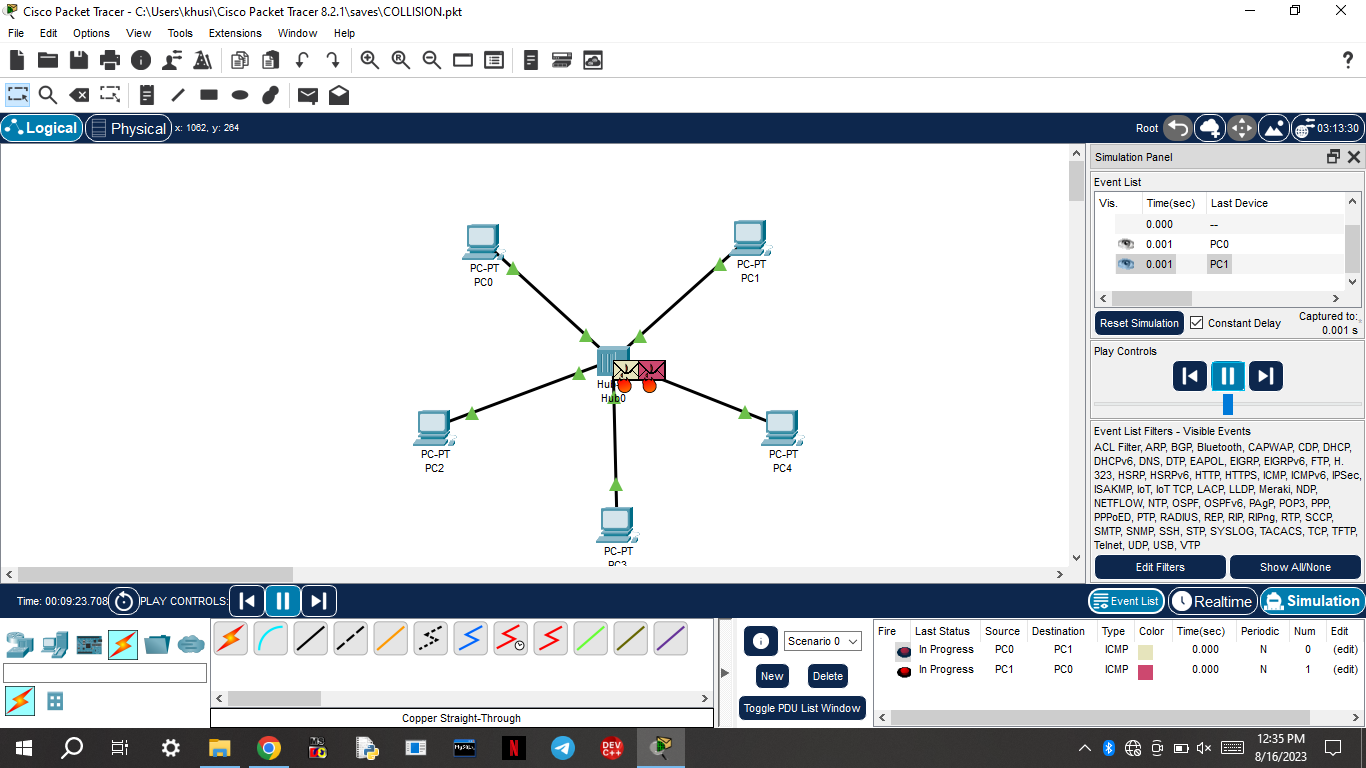 Cisco Packet Tracer - C:\Users\khusi\Cisco Packet Tracer 8.2.1\saves\COLLISION.pkt
File Edit Options View Tools Extensions Window Help
Logical Physical x: 1062, y: 264 Root 03:13:30
Simulation Panel
Event List
Vis. Time(sec) Last Device
0.000 --
0.001 PC0
0.001 PC1
Reset Simulation Constant Delay Captured to:
0.001 s
Play Controls
Event List Filters - Visible Events
ACL Filter, ARP, BGP, Bluetooth, CAPWAP, CDP, DHCP,
DHCPv6, DNS, DTP, EAPOL, EIGRP, EIGRPv6, FTP, H.
323, HSRP, HSRPv6, HTTP, HTTPS, ICMP, ICMPv6, IPSec,
ISAKMP, IoT, IoT TCP, LACP, LLDP, Meraki, NDP,
NETFLOW, NTP, OSPF, OSPFv6, PAgP, POP3, PPP,
PPPoED, PTP, RADIUS, REP, RIP, RIPng, RTP, SCCP,
SMTP, SNMP, SSH, STP, SYSLOG, TACACS, TCP, TFTP,
Telnet, UDP, USB, VTP
Edit Filters Show All/None
PC-PT
PC0
PC-PT
PC1
Hub0
PC-PT
PC2
PC-PT
PC4
PC-PT
PC3
Time: 00:09:23.708 PLAY CONTROLS: Event List Realtime Simulation
Scenario 0
New Delete
Toggle PDU List Window
Copper Straight-Through
Fire Last Status Source Destination Type Color Time(sec) Periodic Num Edit
In Progress PC0 PC1 ICMP 0.000 N 0 (edit)
In Progress PC1 PC0 ICMP 0.000 N 1 (edit)
MySQL
N
DEV
C++
12:35 PM
8/16/2023